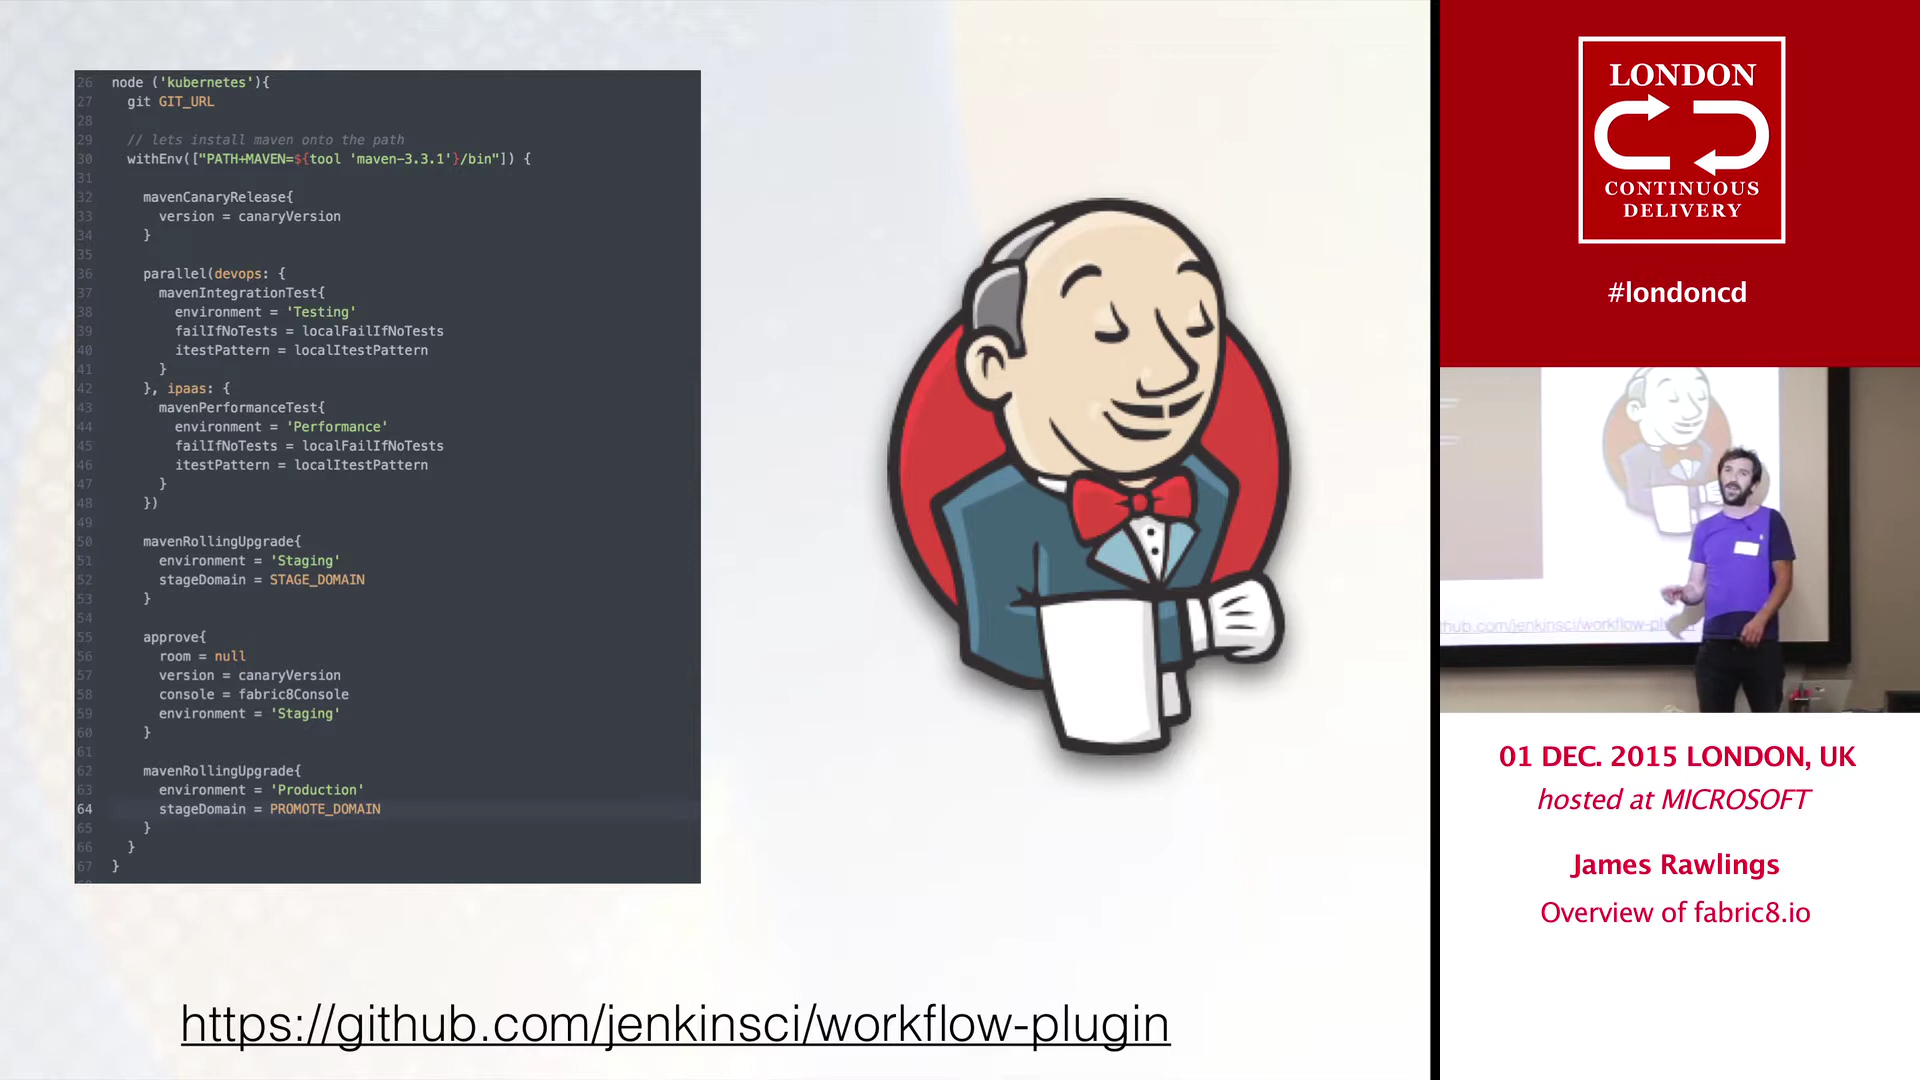 26 node ('kubernetes'){
27 git GIT_URL
28
29 // lets install maven onto the path
30 withEnv(["PATH+MAVEN=${tool 'maven-3.3.1'}/bin"]) {
31
32 mavenCanaryRelease{
33 version = canaryVersion
34 }
35
36 parallel(devops: {
37 mavenIntegrationTest{
38 environment = 'Testing'
39 failIfNoTests = localFailIfNoTests
40 itestPattern = localItestPattern
41 }
42 }, ipaas: {
43 mavenPerformanceTest{
44 environment = 'Performance'
45 failIfNoTests = localFailIfNoTests
46 itestPattern = localItestPattern
47 }
48 })
49
50 mavenRollingUpgrade{
51 environment = 'Staging'
52 stageDomain = STAGE_DOMAIN
53 }
54
55 approve{
56 room = null
57 version = canaryVersion
58 console = fabric8Console
59 environment = 'Staging'
60 }
61
62 mavenRollingUpgrade{
63 environment = 'Production'
64 stageDomain = PROMOTE_DOMAIN
65 }
66 }
67 }
https://github.com/jenkinsci/workflow-plugin
LONDON
CONTINUOUS
DELIVERY
#londoncd
hub.com/jenkinsci/workflow-plu
01 DEC. 2015 LONDON, UK
hosted at MICROSOFT
James Rawlings
Overview of fabric8.io